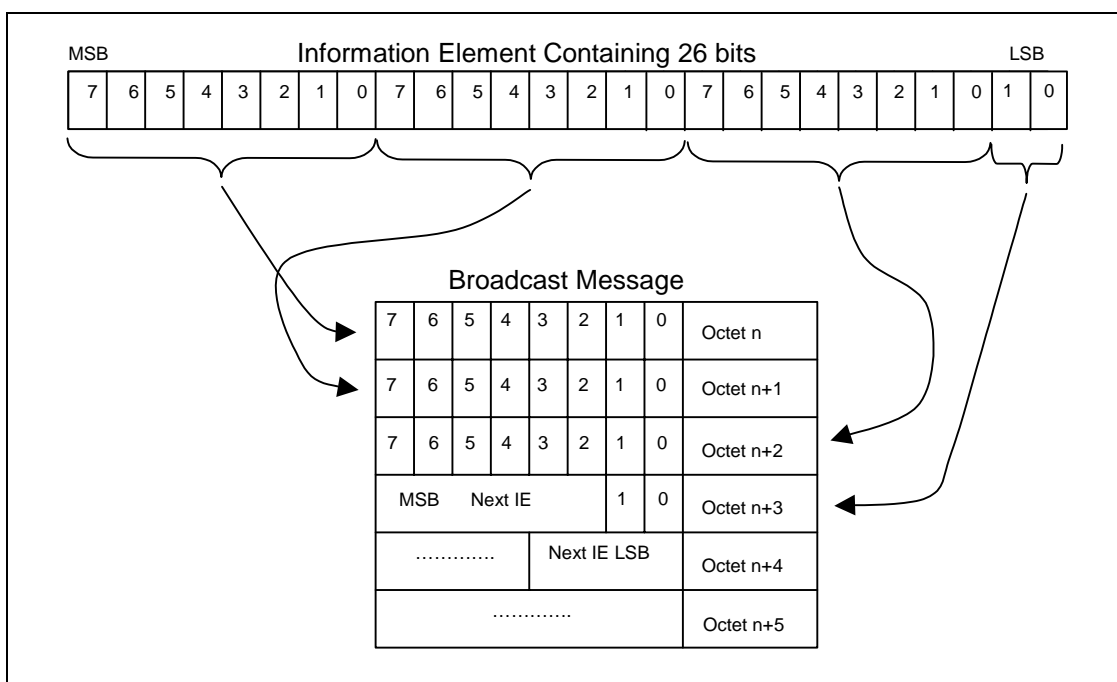 Information Element Containing 26 bits
MSB LSB
7 6 5 4 3 2 1 0 7 6 5 4 3 2 1 0 7 6 5 4 3 2 1 0 1 0
Broadcast Message
7 6 5 4 3 2 1 0 Octet n
7 6 5 4 3 2 1 0 Octet n+1
7 6 5 4 3 2 1 0 Octet n+2
MSB Next IE 1 0 Octet n+3
…………. Next IE LSB Octet n+4
…………. Octet n+5